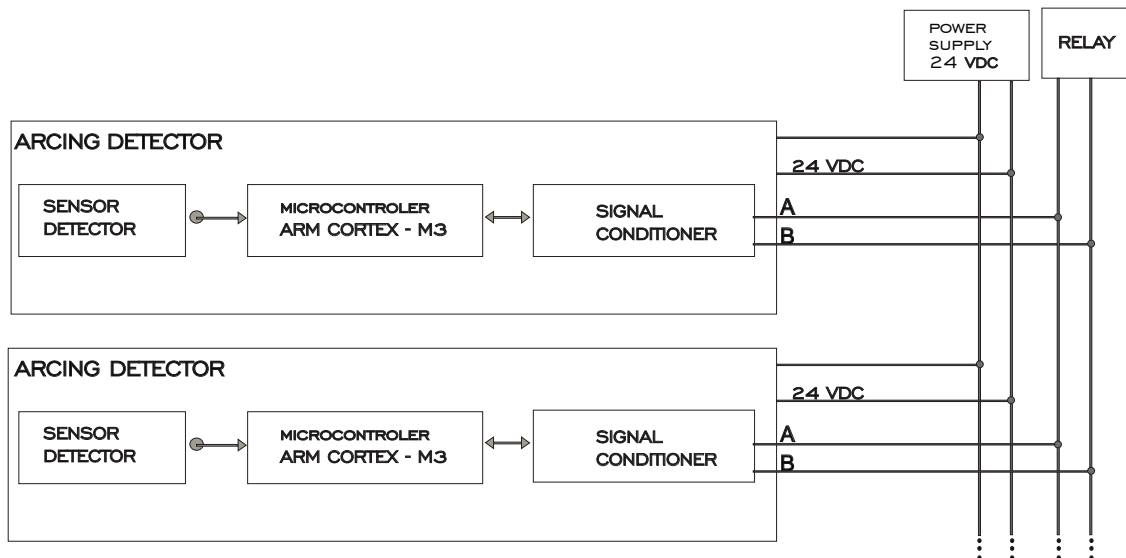 POWER
SUPPLY
24 VDC
RELAY
ARCING DETECTOR
24 VDC
SENSOR
DETECTOR
MICROCONTROLER
ARM CORTEX - M3
SIGNAL
CONDITIONER
A
B
ARCING DETECTOR
24 VDC
SENSOR
DETECTOR
MICROCONTROLER
ARM CORTEX - M3
SIGNAL
CONDITIONER
A
B